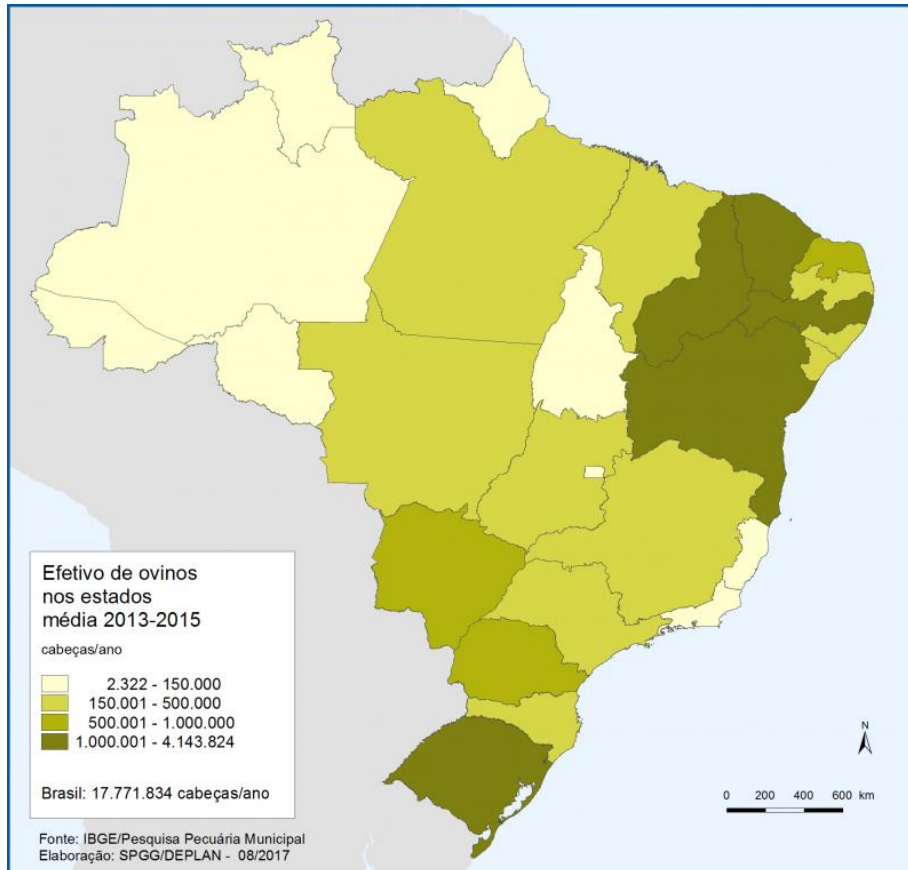 Efetivo de ovinos
nos estados
média 2013-2015
cabeças/ano
2.322 - 150.000
150.001 - 500.000
500.001 - 1.000.000
1.000.001 - 4.143.824
Brasil: 17.771.834 cabeças/ano
Fonte: IBGE/Pesquisa Pecuária Municipal
Elaboração: SPGG/DEPLAN - 08/2017
N
0 200 400 600 km